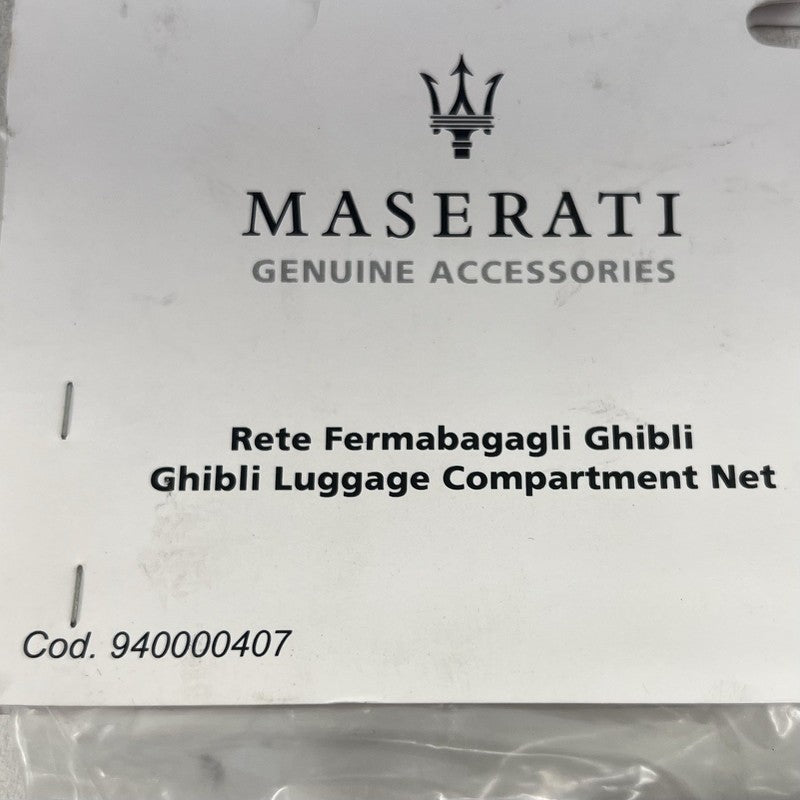 MASERATI
GENUINE ACCESSORIES
Rete Fermabagagli Ghibli
Ghibli Luggage Compartment Net
Cod. 940000407